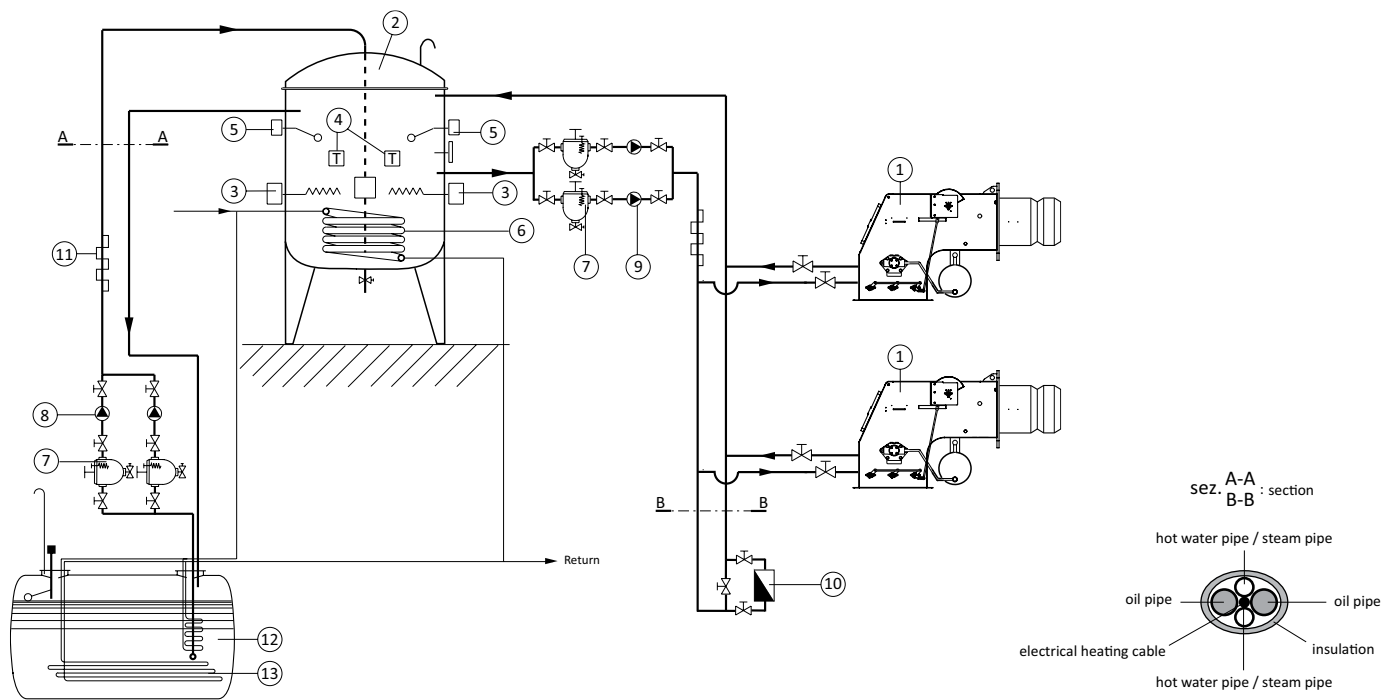 2
5
4
5
A A
T T
1
3
3
11
6
7
9
1
8
7
B B
sez. A-A : section
B-B
hot water pipe / steam pipe
Return
10
oil pipe
oil pipe
12
electrical heating cable
insulation
13
hot water pipe / steam pipe